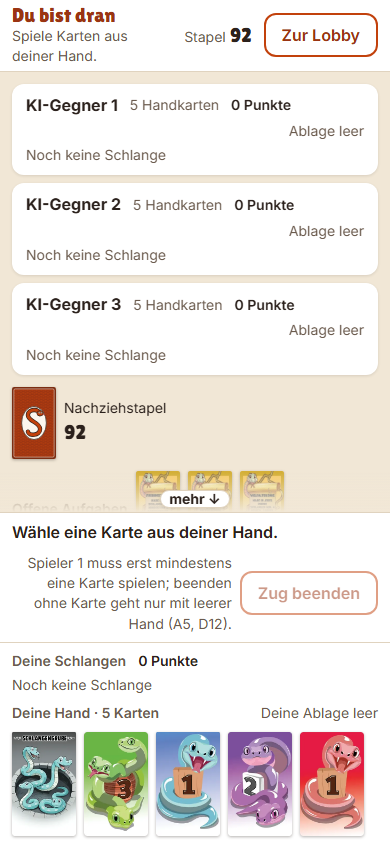 Du bist dran
Spiele Karten aus
deiner Hand.
Stapel 92
Zur Lobby
KI-Gegner 1 5 Handkarten 0 Punkte
Ablage leer
Noch keine Schlange
KI-Gegner 2 5 Handkarten 0 Punkte
Ablage leer
Noch keine Schlange
KI-Gegner 3 5 Handkarten 0 Punkte
Ablage leer
Noch keine Schlange
S
Nachziehstapel
92
Offene Aufgaben
mehr ↓
Wähle eine Karte aus deiner Hand.
Spieler 1 muss erst mindestens
eine Karte spielen; beenden
ohne Karte geht nur mit leerer
Hand (A5, D12).
Zug beenden
Deine Schlangen 0 Punkte
Noch keine Schlange
Deine Hand · 5 Karten
Deine Ablage leer
SCHLANGENGRUBE
3
1
2
1